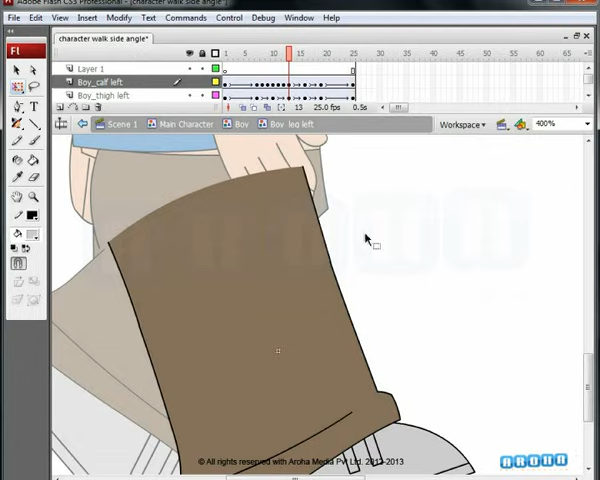 Adobe Flash CS3 Professional - [character walk side angle*]
File Edit View Insert Modify Text Commands Control Debug Window Help
character walk side angle*
1 5 10 15 20 25 30 35 40 45 50 55 60 65
Layer 1
Boy_calf left
Boy_thigh left
13 25.0 fps 0.5s
Scene 1 Main Character Boy Boy_leg left Workspace 400%
Fl
T
© All rights reserved with Aroha Media Pvt Ltd. 2012-2013